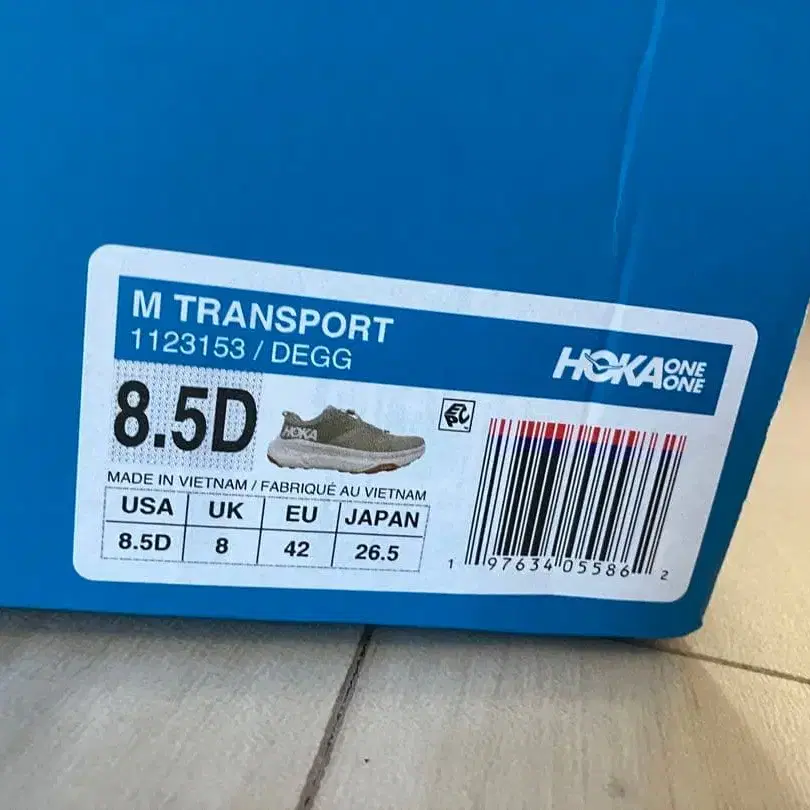 M TRANSPORT
1123153 / DEGG
HOKA ONE ONE
8.5D
HOKA
MADE IN VIETNAM / FABRIQUÉ AU VIETNAM
USA UK EU JAPAN
8.5D 8 42 26.5
1 97634 05586 2